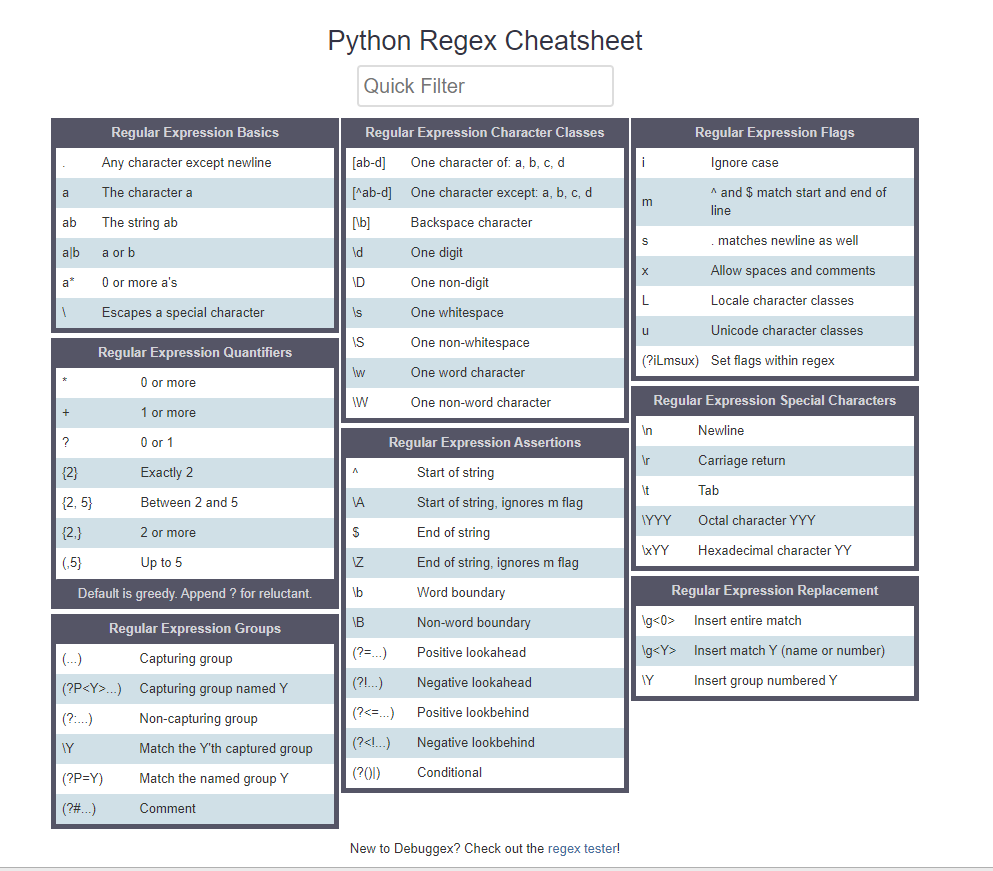 Python Regex Cheatsheet
Quick Filter
Regular Expression Basics
. Any character except newline
a The character a
ab The string ab
a|b a or b
a* 0 or more a's
\ Escapes a special character
Regular Expression Quantifiers
* 0 or more
+ 1 or more
? 0 or 1
{2} Exactly 2
{2, 5} Between 2 and 5
{2,} 2 or more
(,5} Up to 5
Default is greedy. Append ? for reluctant.
Regular Expression Groups
(...) Capturing group
(?P<Y>...) Capturing group named Y
(?:...) Non-capturing group
\Y Match the Y'th captured group
(?P=Y) Match the named group Y
(?#...) Comment
Regular Expression Character Classes
[ab-d] One character of: a, b, c, d
[^ab-d] One character except: a, b, c, d
[\b] Backspace character
\d One digit
\D One non-digit
\s One whitespace
\S One non-whitespace
\w One word character
\W One non-word character
Regular Expression Assertions
^ Start of string
\A Start of string, ignores m flag
$ End of string
\Z End of string, ignores m flag
\b Word boundary
\B Non-word boundary
(?=...) Positive lookahead
(?!...) Negative lookahead
(?<=...) Positive lookbehind
(?<!...) Negative lookbehind
(?()|) Conditional
Regular Expression Flags
i Ignore case
m ^ and $ match start and end of
line
s . matches newline as well
x Allow spaces and comments
L Locale character classes
u Unicode character classes
(?iLmsux) Set flags within regex
Regular Expression Special Characters
\n Newline
\r Carriage return
\t Tab
\YYY Octal character YYY
\xYY Hexadecimal character YY
Regular Expression Replacement
\g<0> Insert entire match
\g<Y> Insert match Y (name or number)
\Y Insert group numbered Y
New to Debuggex? Check out the regex tester!